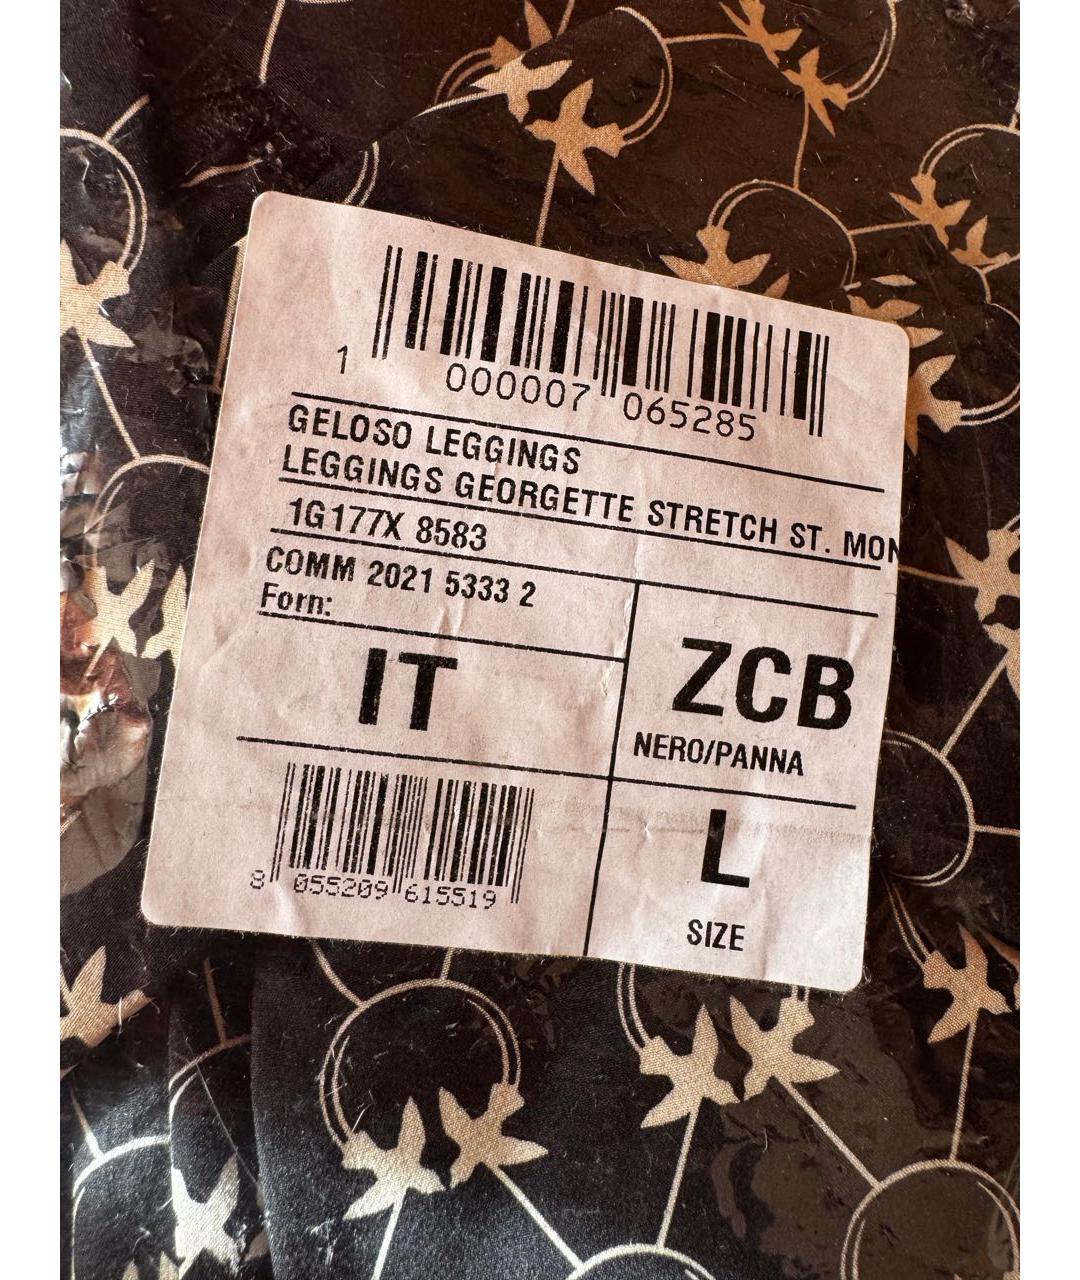 1 000007 065285
GELOSO LEGGINGS
LEGGINGS GEORGETTE STRETCH ST. MON
1G177X 8583
COMM 2021 5333 2
Forn:
IT
ZCB
NERO/PANNA
8 055209 615519
L
SIZE